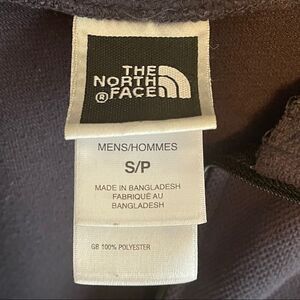 THE
NORTH
FACE
®
MENS/HOMMES
S/P
MADE IN BANGLADESH
FABRIQUÉ AU
BANGLADESH
GB 100% POLYESTER